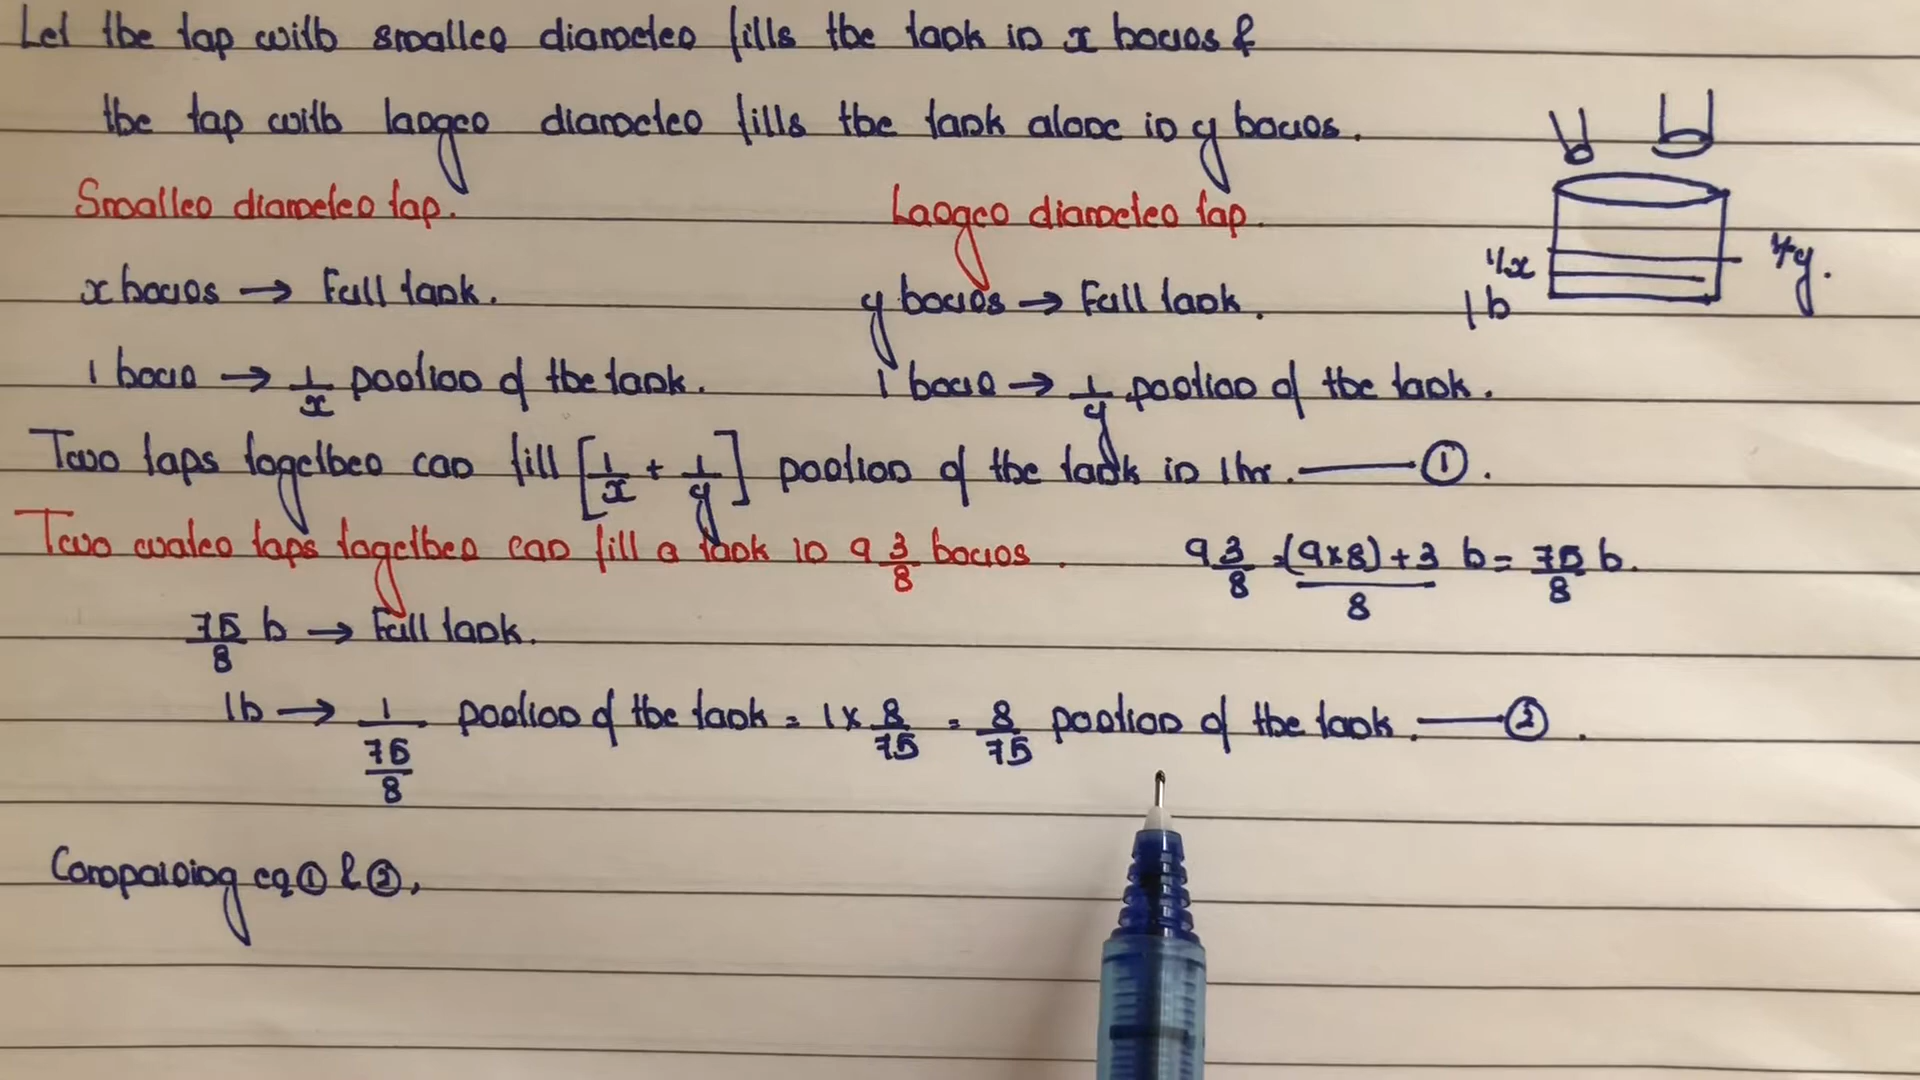 Let the tap with smaller diameter fills the tank in x hours &
the tap with larger diameter fills the tank alone in y hours.
Smaller diameter tap.
Larger diameter tap.
x hours → Full tank.
y hours → Full tank.
1/x
1/y.
1h
1 hour → 1/x portion of the tank.
1 hour → 1/y portion of the tank.
Two taps together can fill [1/x + 1/y] portion of the tank in 1hr. —— ①.
Two water taps together can fill a tank in 9 3/8 hours.
9 3/8 = (9×8)+3/8 h = 75/8 h.
75/8 h → Full tank.
1h → 1/(75/8) portion of the tank = 1 × 8/75 = 8/75 portion of the tank. —— ②.
Comparing eq ① & ②,